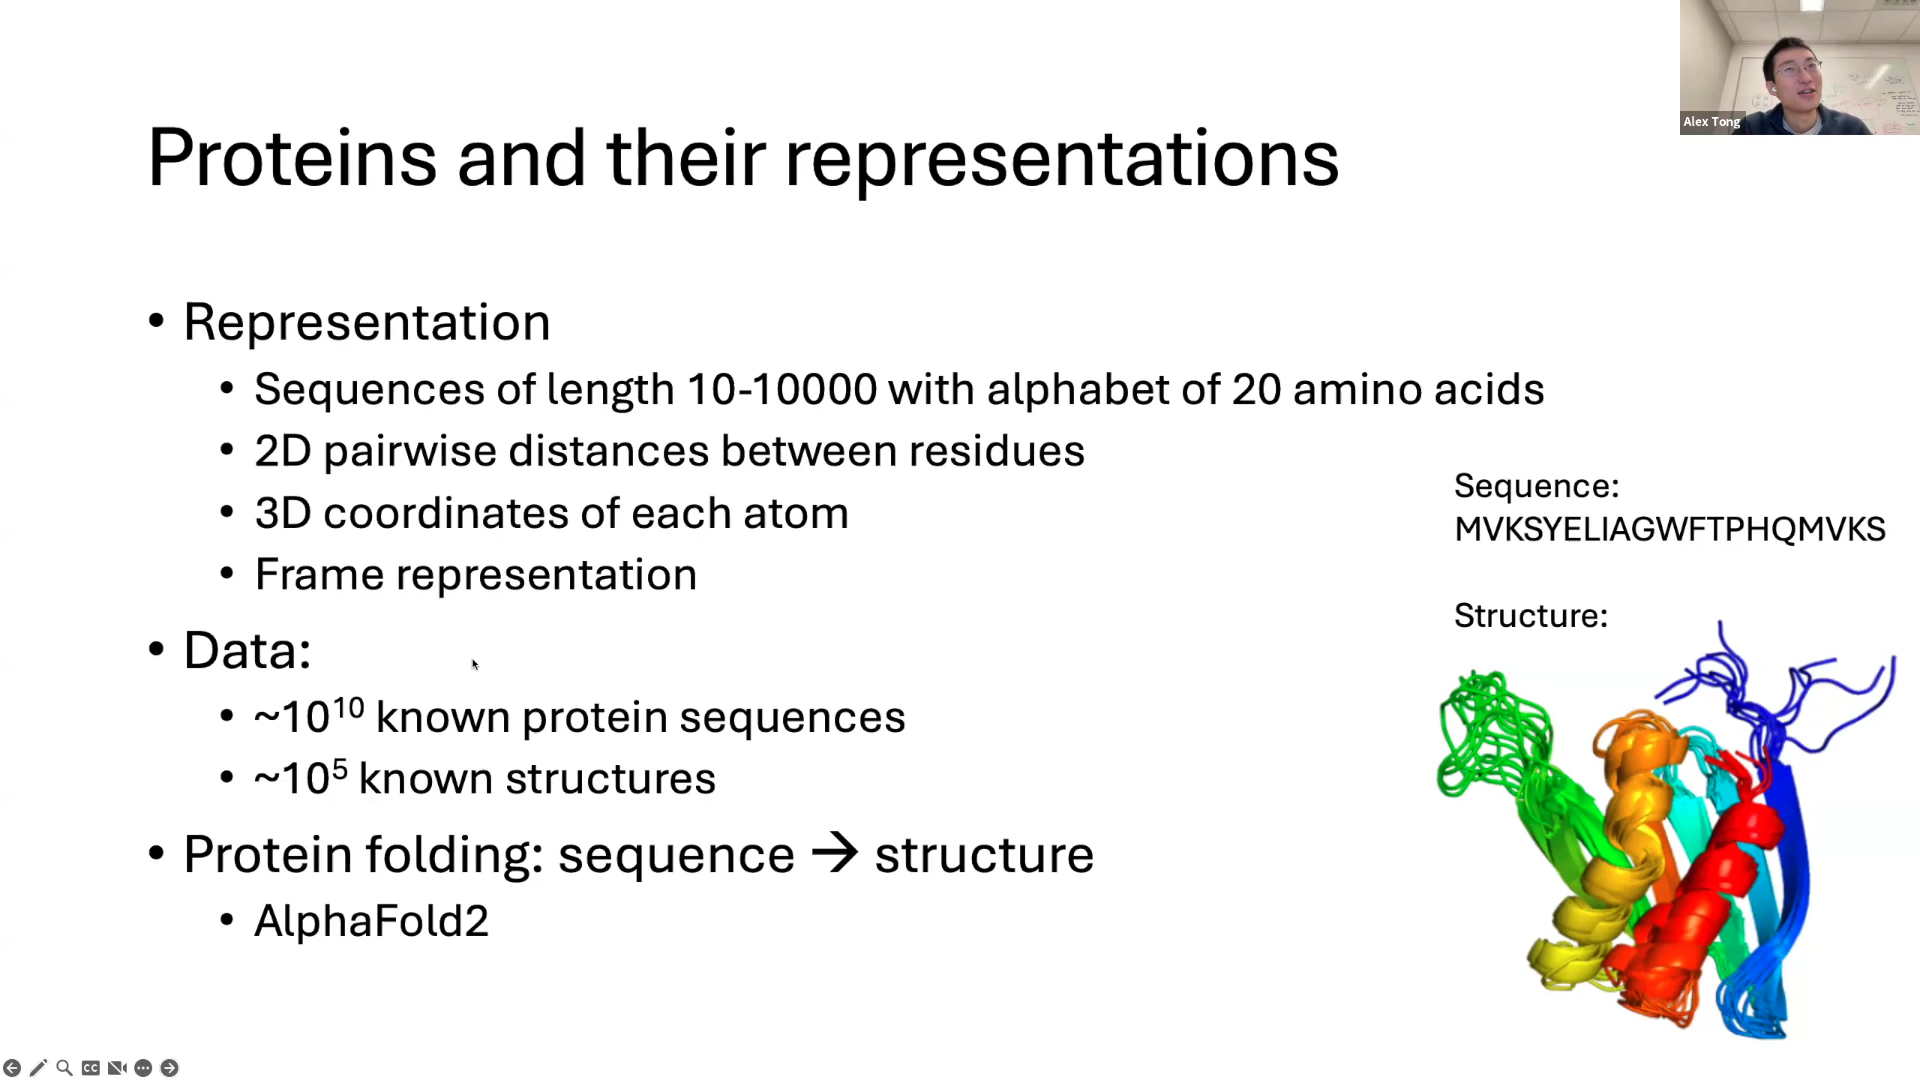 Alex Tong
Proteins and their representations
• Representation
• Sequences of length 10-10000 with alphabet of 20 amino acids
• 2D pairwise distances between residues
• 3D coordinates of each atom
• Frame representation
• Data:
• ~10¹⁰ known protein sequences
• ~10⁵ known structures
• Protein folding: sequence → structure
• AlphaFold2
Sequence:
MVKSYELIAGWFTPHQMVKS
Structure:
CC